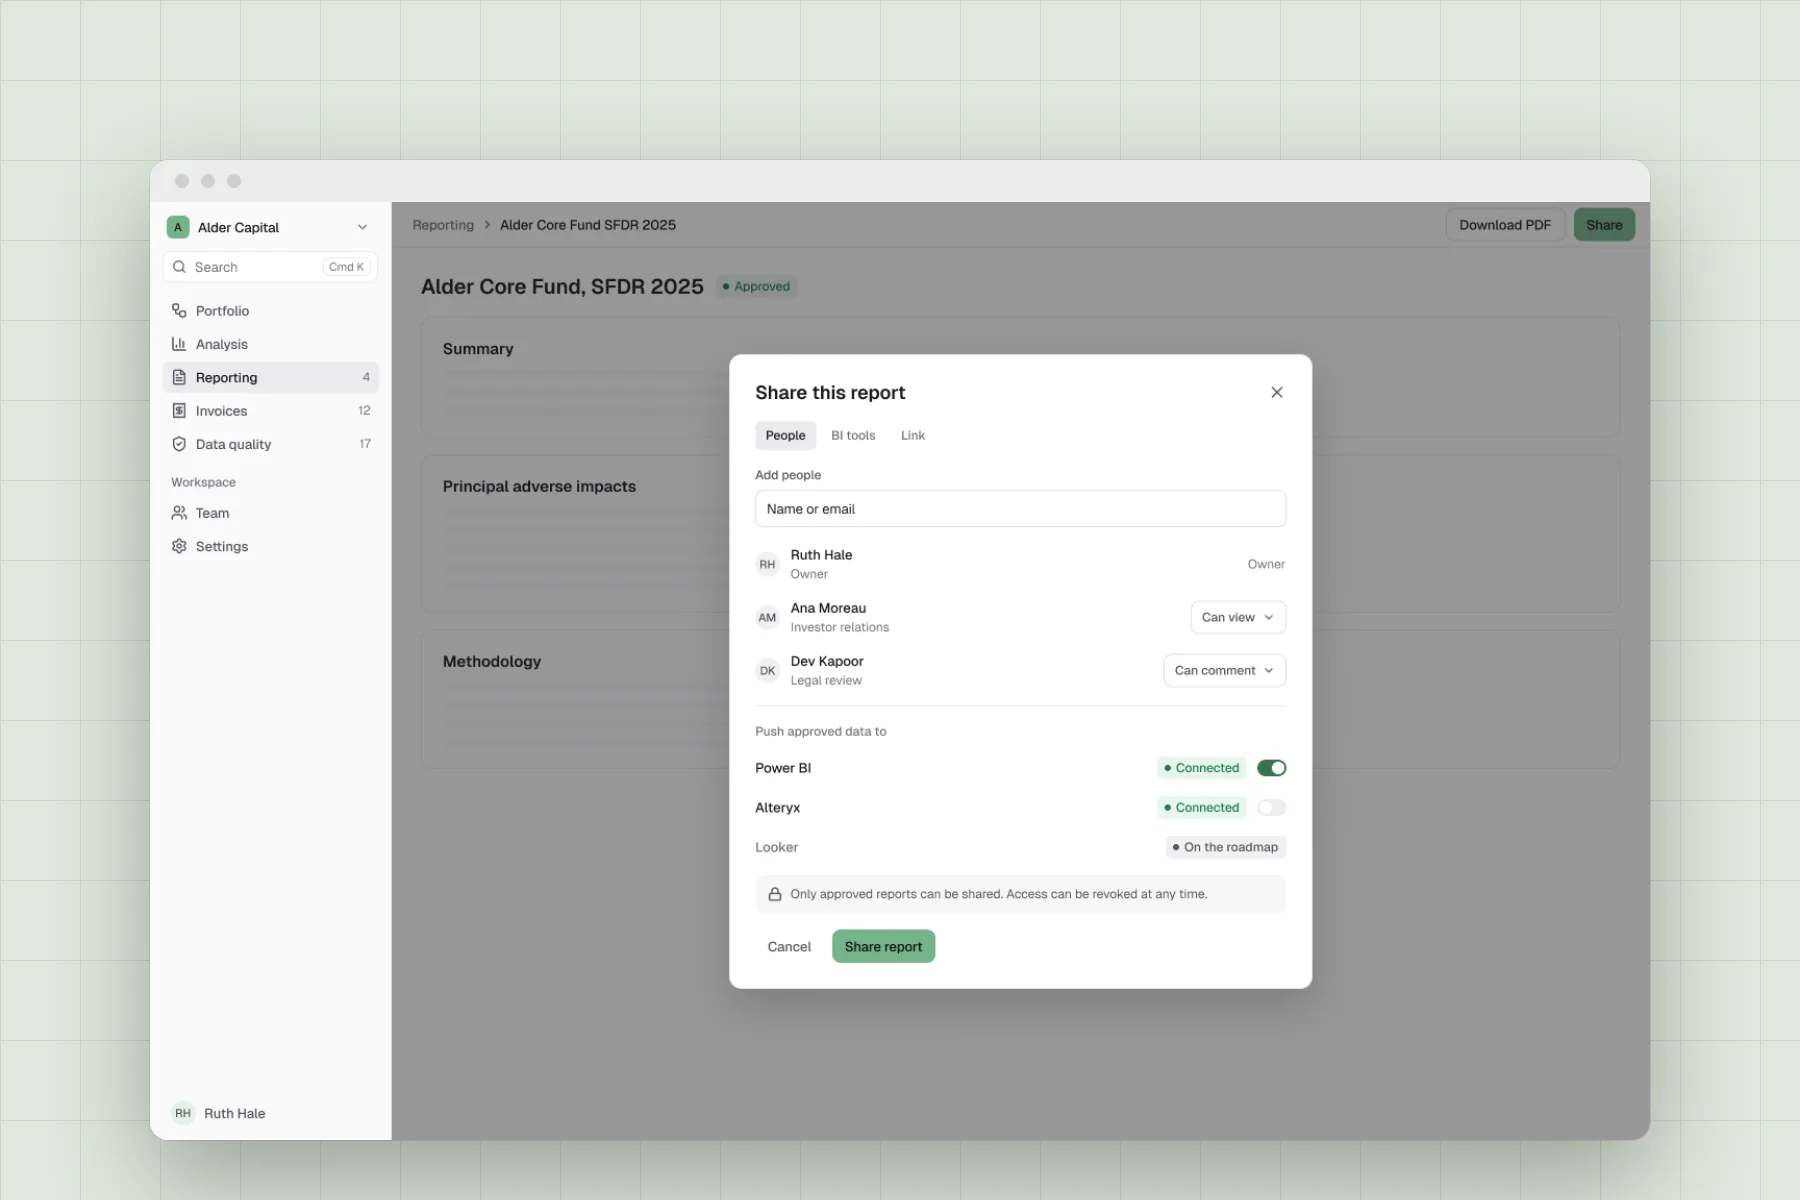 A Alder Capital
Search Cmd K
Portfolio
Analysis
Reporting 4
Invoices 12
Data quality 17
Workspace
Team
Settings
RH Ruth Hale
Reporting > Alder Core Fund SFDR 2025
Download PDF Share
Alder Core Fund, SFDR 2025 Approved
Summary
Principal adverse impacts
Methodology
Share this report
People BI tools Link
Add people
Name or email
RH Ruth Hale
Owner
Owner
AM Ana Moreau
Investor relations
Can view
DK Dev Kapoor
Legal review
Can comment
Push approved data to
Power BI Connected
Alteryx Connected
Looker On the roadmap
Only approved reports can be shared. Access can be revoked at any time.
Cancel Share report